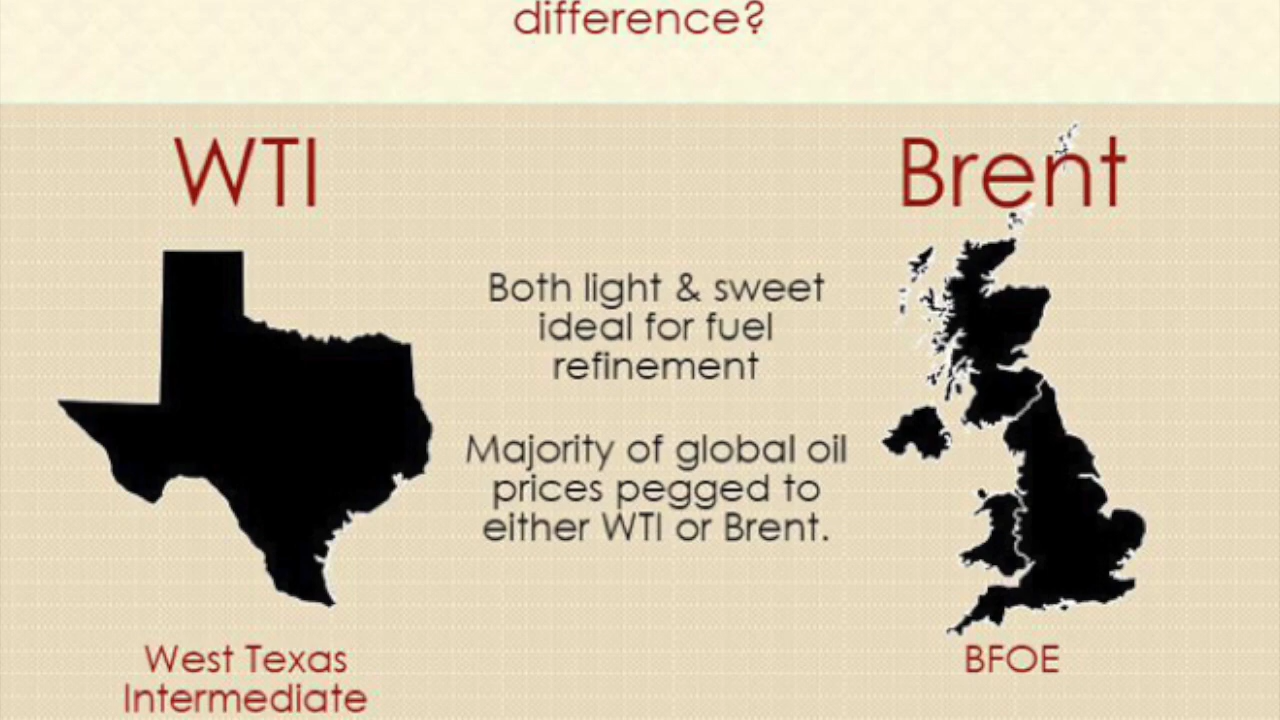 difference?
WTI
Brent
Both light & sweet
ideal for fuel
refinement
Majority of global oil
prices pegged to
either WTI or Brent.
West Texas
Intermediate
BFOE